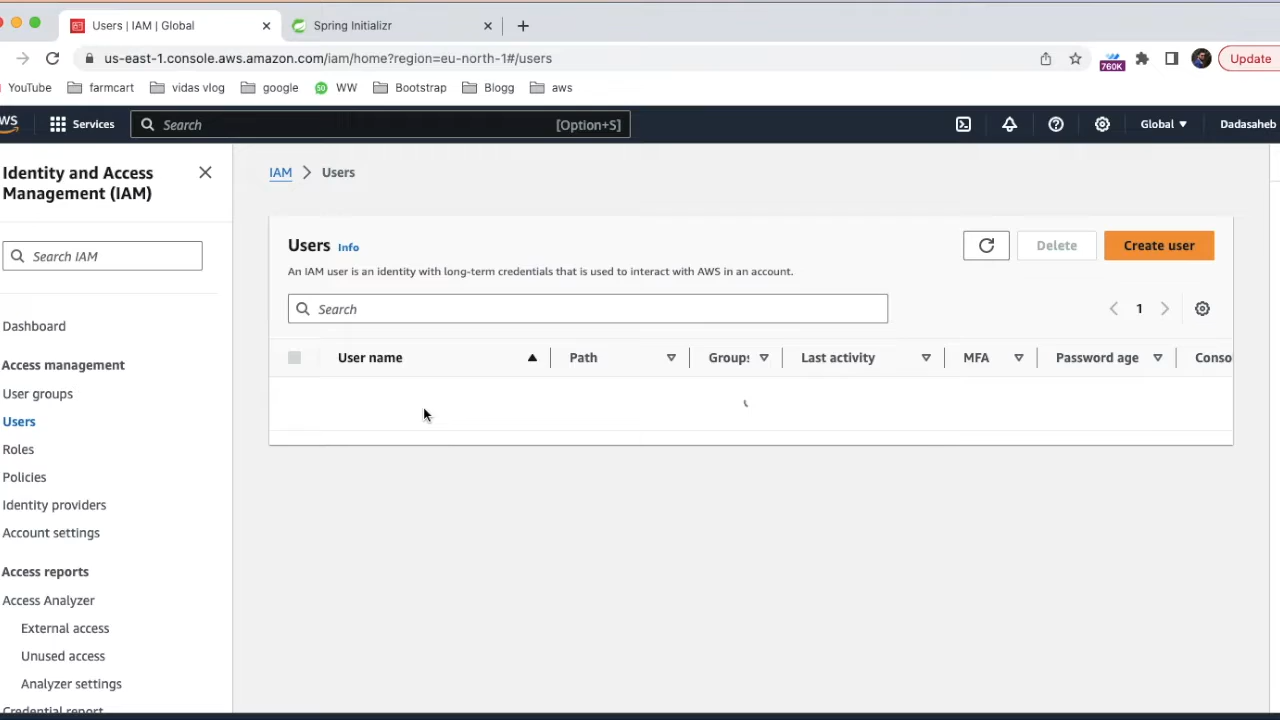 Users | IAM | Global
Spring Initializr
us-east-1.console.aws.amazon.com/iam/home?region=eu-north-1#/users
760K
Update
YouTube
farmcart
vidas vlog
google
WW
Bootstrap
Blogg
aws
Services
Search
[Option+S]
Global
Dadasaheb
Identity and Access
Management (IAM)
Search IAM
Dashboard
Access management
User groups
Users
Roles
Policies
Identity providers
Account settings
Access reports
Access Analyzer
External access
Unused access
Analyzer settings
Credential report
IAM > Users
Users Info
Delete
Create user
An IAM user is an identity with long-term credentials that is used to interact with AWS in an account.
Search
1
User name
Path
Groups
Last activity
MFA
Password age
Conso